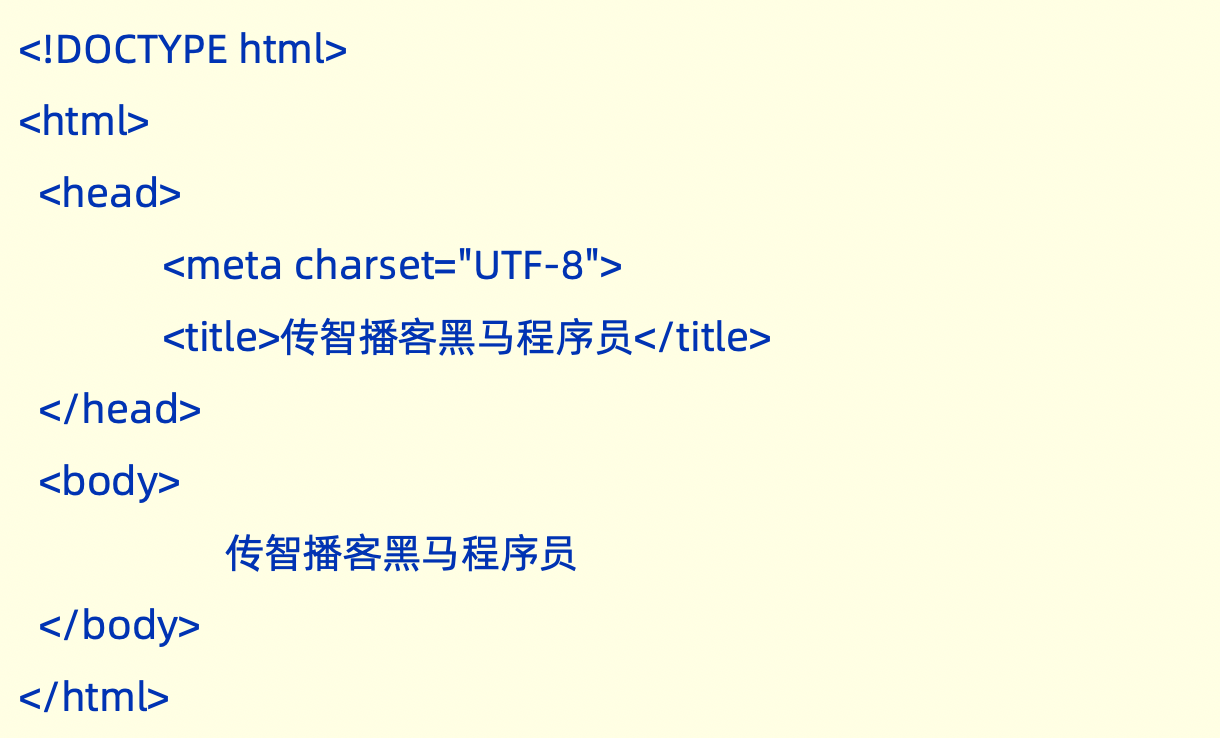 <!DOCTYPE html>
<html>
<head>
<meta charset="UTF-8">
<title>传智播客黑马程序员</title>
</head>
<body>
传智播客黑马程序员
</body>
</html>